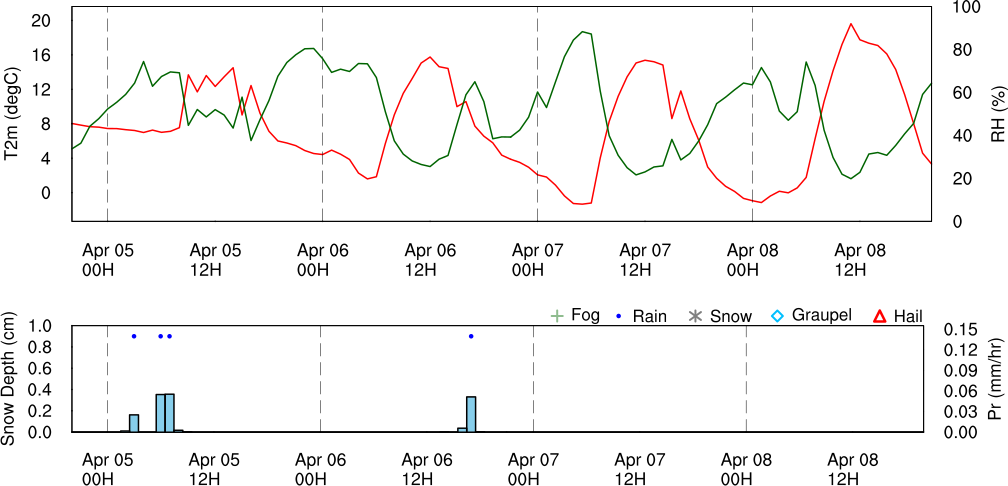 T2m (degC)
20
16
12
8
4
0
100
80
60
40
20
0
RH (%)
Apr 05 Apr 05 Apr 06 Apr 06 Apr 07 Apr 07 Apr 08 Apr 08
00H 12H 00H 12H 00H 12H 00H 12H
Fog Rain Snow Graupel Hail
Snow Depth (cm)
1.0
0.8
0.6
0.4
0.2
0.0
0.15
0.12
0.09
0.06
0.03
0.00
Pr (mm/hr)
Apr 05 Apr 05 Apr 06 Apr 06 Apr 07 Apr 07 Apr 08 Apr 08
00H 12H 00H 12H 00H 12H 00H 12H